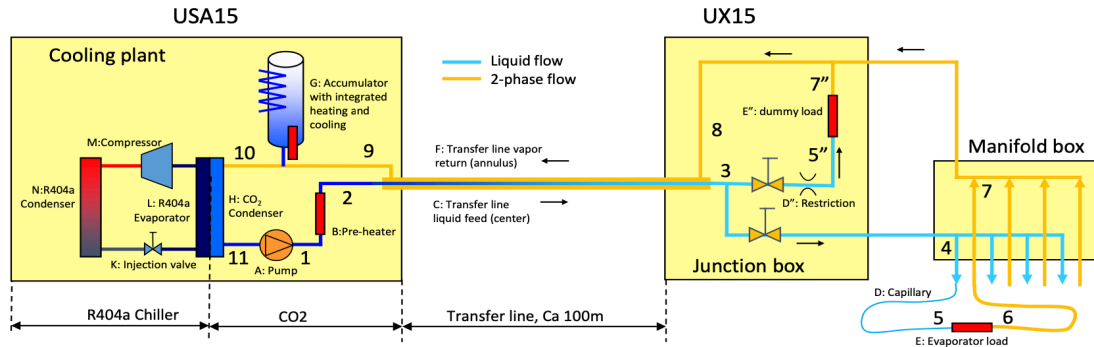 USA15
UX15
Cooling plant
Liquid flow
2-phase flow
G: Accumulator
with integrated
heating and
cooling
7”
E”: dummy load
M:Compressor
10
9
8
F: Transfer line vapor
return (annulus)
5”
3
Manifold box
N:R404a
Condenser
L: R404a
Evaporator
H: CO2
Condenser
2
C: Transfer line
liquid feed (center)
D”: Restriction
7
B:Pre-heater
K: Injection valve
11
A: Pump
1
Junction box
4
D: Capillary
R404a Chiller
CO2
Transfer line, Ca 100m
5
6
E: Evaporator load